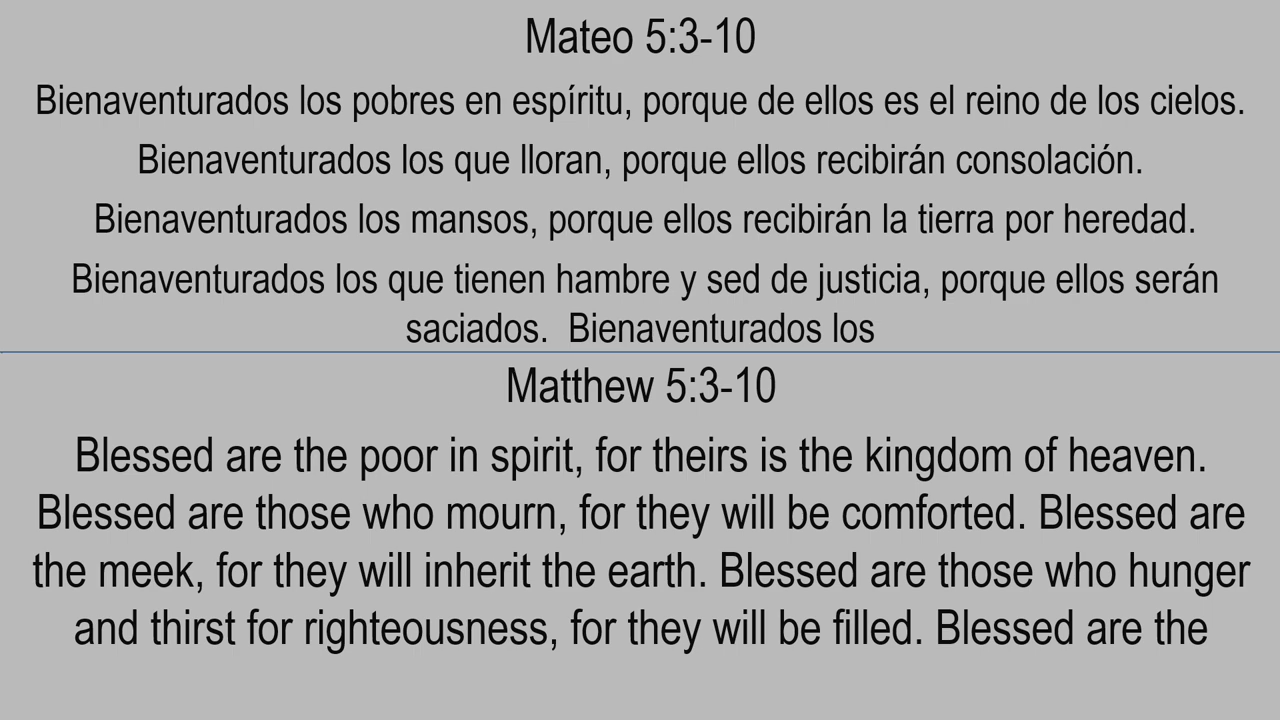 Mateo 5:3-10
Bienaventurados los pobres en espíritu, porque de ellos es el reino de los cielos.
Bienaventurados los que lloran, porque ellos recibirán consolación.
Bienaventurados los mansos, porque ellos recibirán la tierra por heredad.
Bienaventurados los que tienen hambre y sed de justicia, porque ellos serán
saciados.  Bienaventurados los
Matthew 5:3-10
Blessed are the poor in spirit, for theirs is the kingdom of heaven.
Blessed are those who mourn, for they will be comforted. Blessed are
the meek, for they will inherit the earth. Blessed are those who hunger
and thirst for righteousness, for they will be filled. Blessed are the